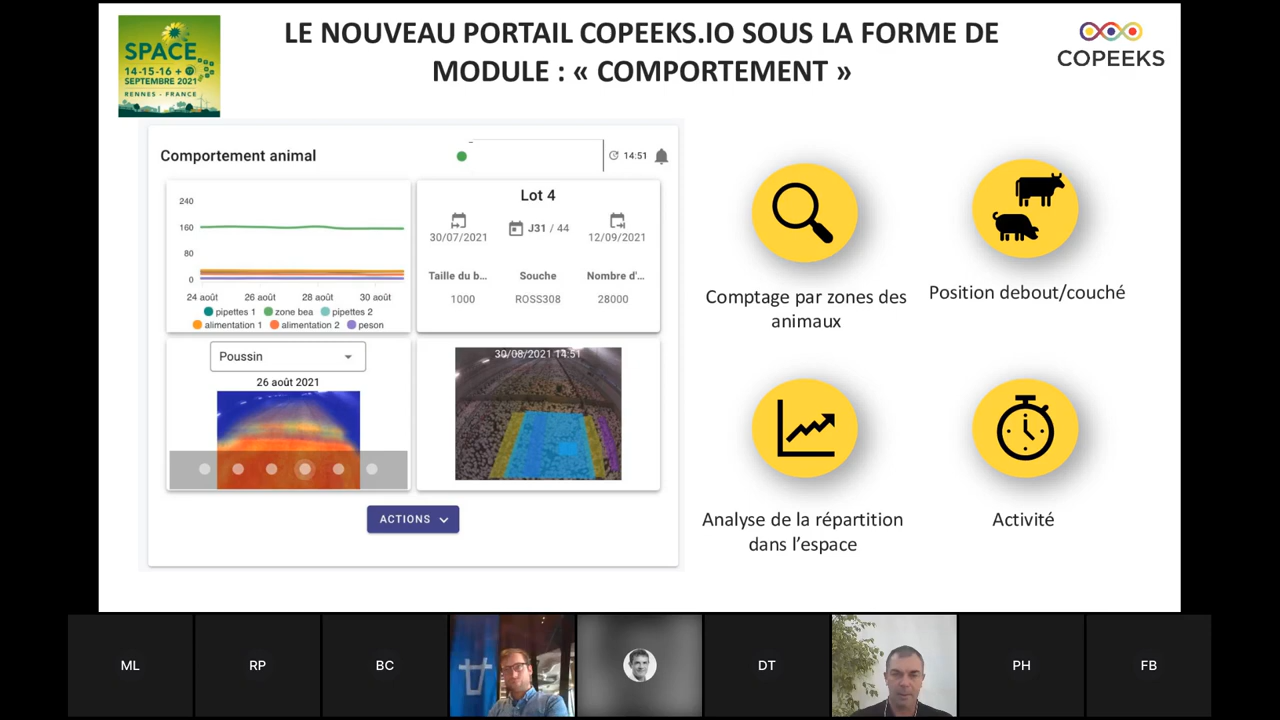 LE NOUVEAU PORTAIL COPEEKS.IO SOUS LA FORME DE
MODULE : « COMPORTEMENT »
SPACE
14-15-16 +
SEPTEMBRE 2021
RENNES - FRANCE
COPEEKS
Comportement animal
14:51
240
160
80
0
24 août 26 août 28 août 30 août
pipettes 1 zone bea pipettes 2
alimentation 1 alimentation 2 peson
Lot 4
30/07/2021
J31 / 44
12/09/2021
Taille du b... Souche Nombre d'...
1000 ROSS308 28000
Poussin
26 août 2021
30/08/2021 14:51
ACTIONS
Comptage par zones des
animaux
Position debout/couché
Analyse de la répartition
dans l'espace
Activité
ML
RP
BC
DT
PH
FB